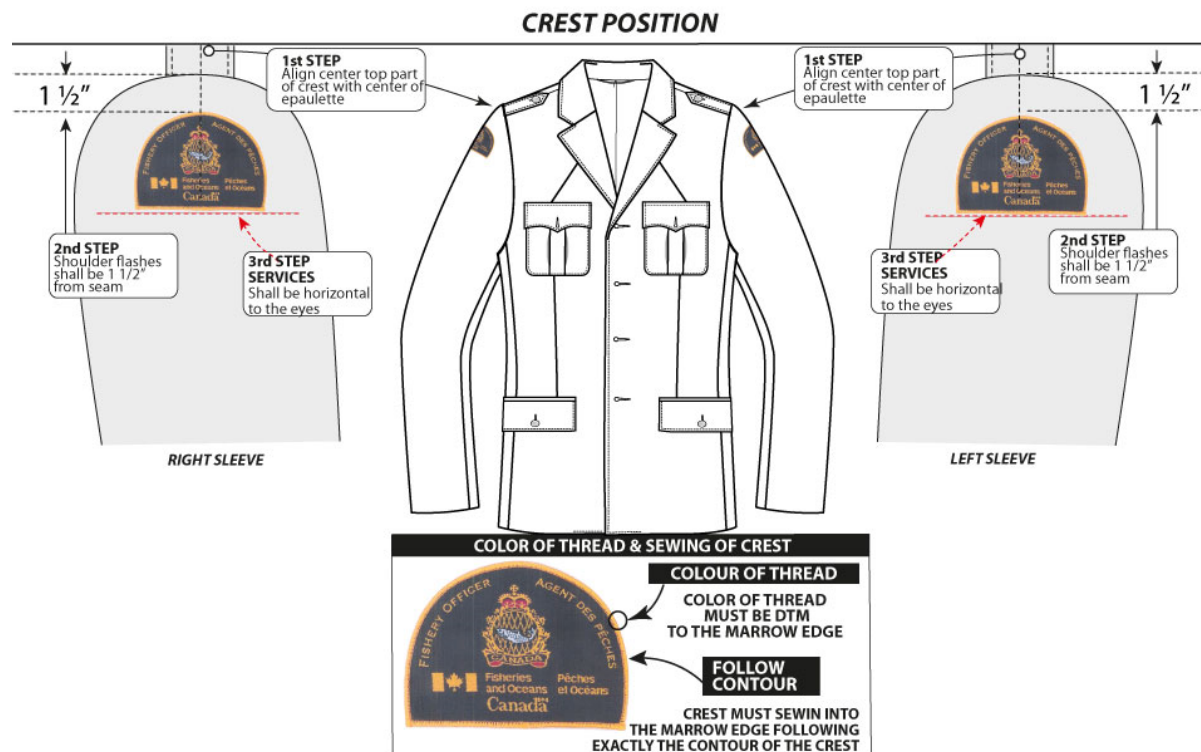 CREST POSITION
1 ½"
1st STEP
Align center top part
of crest with center of
epaulette
FISHERY OFFICER AGENT DES PÊCHES
Fisheries
and Oceans
Pêches
et Océans
Canada
2nd STEP
Shoulder flashes
shall be 1 1/2"
from seam
3rd STEP
SERVICES
Shall be horizontal
to the eyes
RIGHT SLEEVE
1st STEP
Align center top part
of crest with center of
epaulette
1 ½"
FISHERY OFFICER AGENT DES PÊCHES
Fisheries
and Oceans
Pêches
et Océans
Canada
3rd STEP
SERVICES
Shall be horizontal
to the eyes
2nd STEP
Shoulder flashes
shall be 1 1/2"
from seam
LEFT SLEEVE
COLOR OF THREAD & SEWING OF CREST
FISHERY OFFICER AGENT DES PÊCHES
CANADA
Fisheries
and Oceans
Pêches
et Océans
Canada
COLOUR OF THREAD
COLOR OF THREAD
MUST BE DTM
TO THE MARROW EDGE
FOLLOW
CONTOUR
CREST MUST SEWIN INTO
THE MARROW EDGE FOLLOWING
EXACTLY THE CONTOUR OF THE CREST